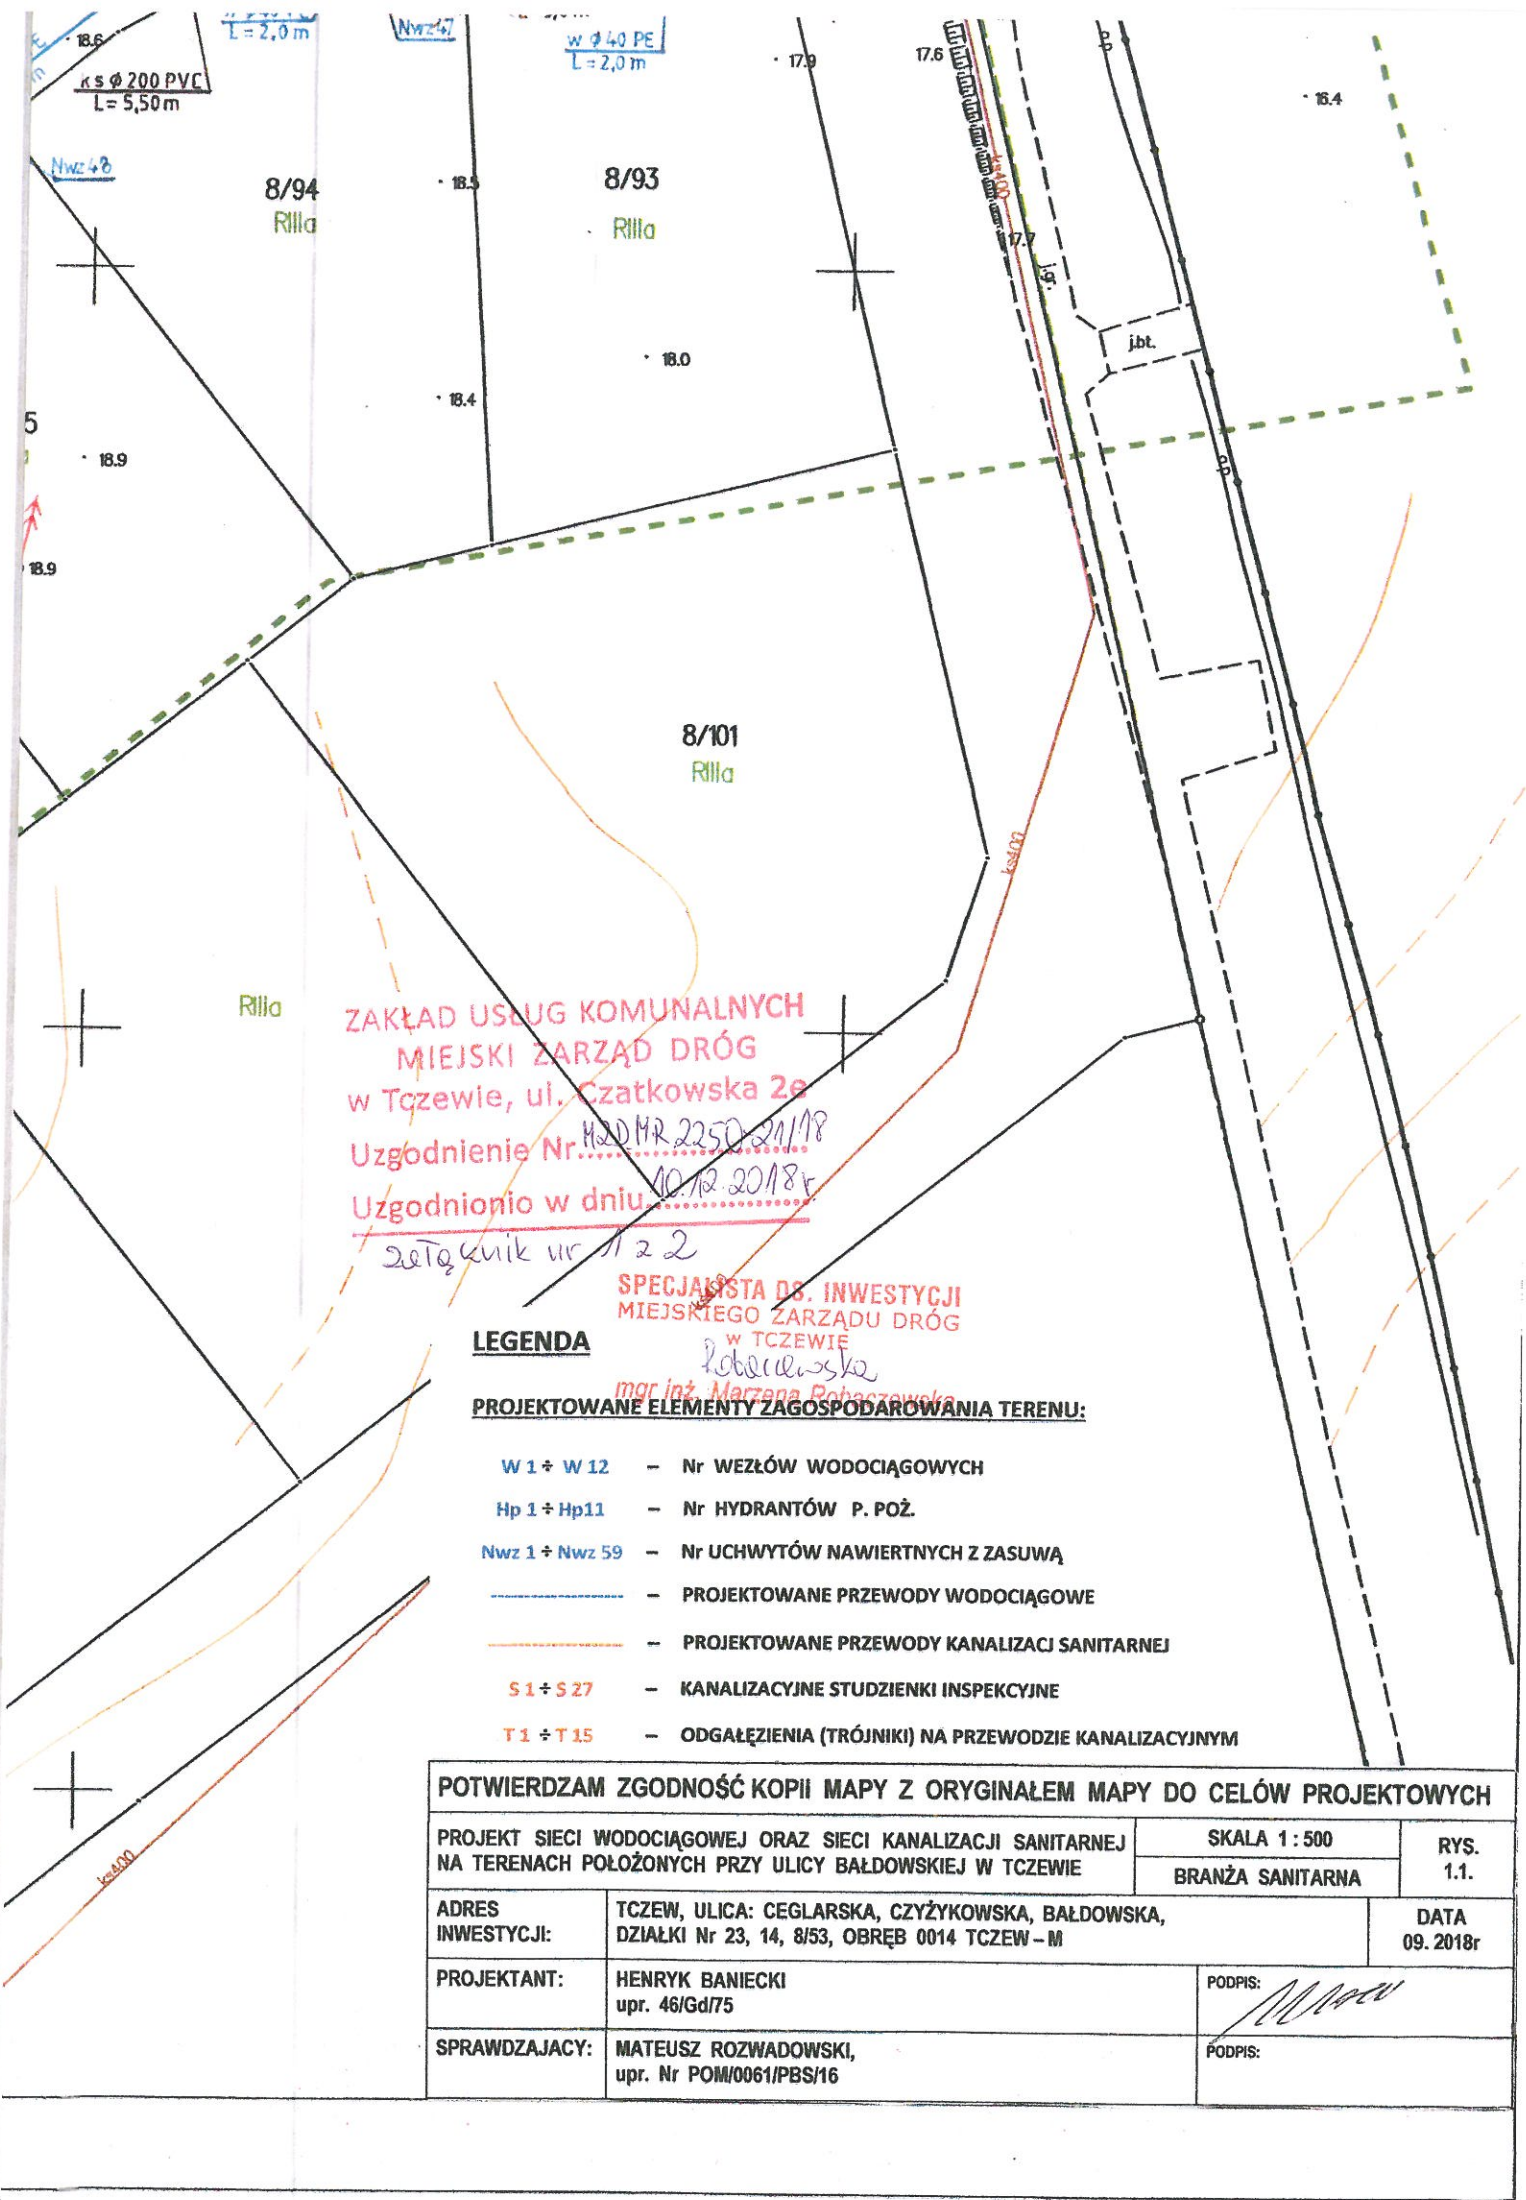 18.6
L = 2,0 m
Nwz47
w ϕ 40 PE
L = 2,0 m
17.9
17.6
16.4
ks ϕ 200 PVC
L = 5,50 m
Nwz48
8/94
RIIIa
18.5
8/93
RIIIa
ks400
17.7
j.gr.
j.bt.
18.0
18.4
5
18.9
18.9
8/101
RIIIa
ks400
RIIIa
ZAKŁAD USŁUG KOMUNALNYCH
MIEJSKI ZARZĄD DRÓG
w Tczewie, ul. Czatkowska 2e
Uzgodnienie Nr MZD.MR.2250-21/18
Uzgodnionio w dniu 10.12.2018r.
załącznik nr 1 z 2
SPECJALISTA DS. INWESTYCJI
MIEJSKIEGO ZARZĄDU DRÓG
W TCZEWIE
Robaczewska
mgr inż. Marzena Robaczewska
LEGENDA
PROJEKTOWANE ELEMENTY ZAGOSPODAROWANIA TERENU:
W 1 ÷ W 12 – Nr WEZŁÓW WODOCIĄGOWYCH
Hp 1 ÷ Hp11 – Nr HYDRANTÓW P. POŻ.
Nwz 1 ÷ Nwz 59 – Nr UCHWYTÓW NAWIERTNYCH Z ZASUWĄ
– PROJEKTOWANE PRZEWODY WODOCIĄGOWE
– PROJEKTOWANE PRZEWODY KANALIZACJ SANITARNEJ
S 1 ÷ S 27 – KANALIZACYJNE STUDZIENKI INSPEKCYJNE
T 1 ÷ T 15 – ODGAŁĘZIENIA (TRÓJNIKI) NA PRZEWODZIE KANALIZACYJNYM
ks400
POTWIERDZAM ZGODNOŚĆ KOPII MAPY Z ORYGINAŁEM MAPY DO CELÓW PROJEKTOWYCH
PROJEKT SIECI WODOCIĄGOWEJ ORAZ SIECI KANALIZACJI SANITARNEJ
NA TERENACH POŁOŻONYCH PRZY ULICY BAŁDOWSKIEJ W TCZEWIE
SKALA 1 : 500
BRANŻA SANITARNA
RYS.
1.1.
ADRES
INWESTYCJI:
TCZEW, ULICA: CEGLARSKA, CZYŻYKOWSKA, BAŁDOWSKA,
DZIAŁKI Nr 23, 14, 8/53, OBRĘB 0014 TCZEW – M
DATA
09. 2018r
PROJEKTANT:
HENRYK BANIECKI
upr. 46/Gd/75
PODPIS:
SPRAWDZAJACY:
MATEUSZ ROZWADOWSKI,
upr. Nr POM/0061/PBS/16
PODPIS: